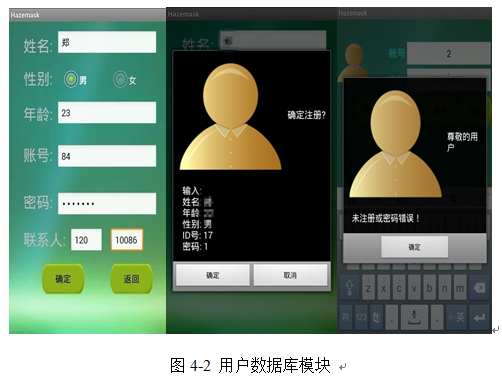 Hazemask
姓名: 郑
性别: 男 女
年龄: 23
账号: 84
密码: •••••••
联系人: 120 10086
确定 返回
Hazemask
姓名:
确定注册?
输入:
姓名
年龄
性别: 男
ID号: 17
密码: 1
确定 取消
Hazemask
账号 2
尊敬的用
户
未注册或密码错误！
确定
z x c v b n m
符 123 英
图 4-2 用户数据库模块